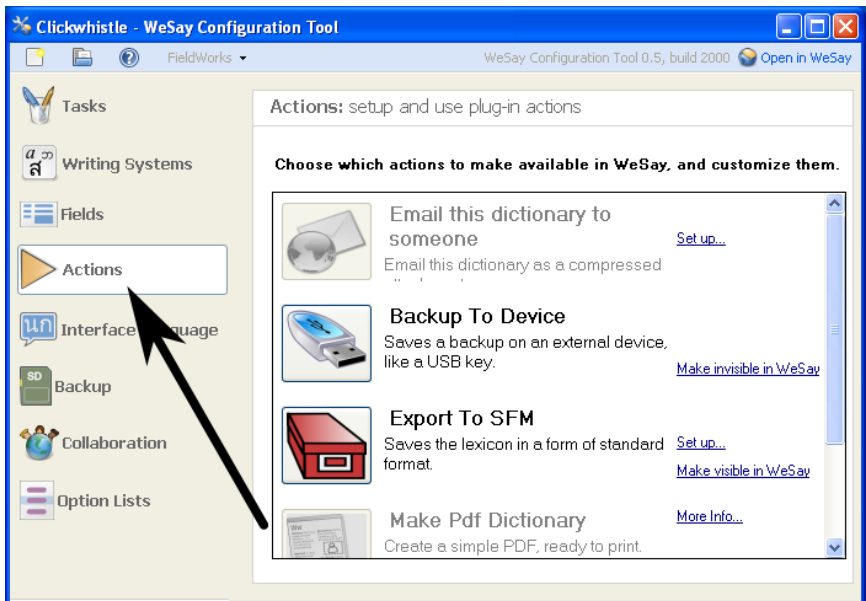 Clickwhistle - WeSay Configuration Tool
FieldWorks
WeSay Configuration Tool 0.5, build 2000
Open in WeSay
Tasks
Writing Systems
Fields
Actions
Interface
Backup
Collaboration
Option Lists
Actions: setup and use plug-in actions
Choose which actions to make available in WeSay, and customize them.
Email this dictionary to
someone
Email this dictionary as a compressed
Set up...
Backup To Device
Saves a backup on an external device,
like a USB key.
Make invisible in WeSay
Export To SFM
Saves the lexicon in a form of standard
format.
Set up...
Make visible in WeSay
Make Pdf Dictionary
Create a simple PDF, ready to print.
More Info...